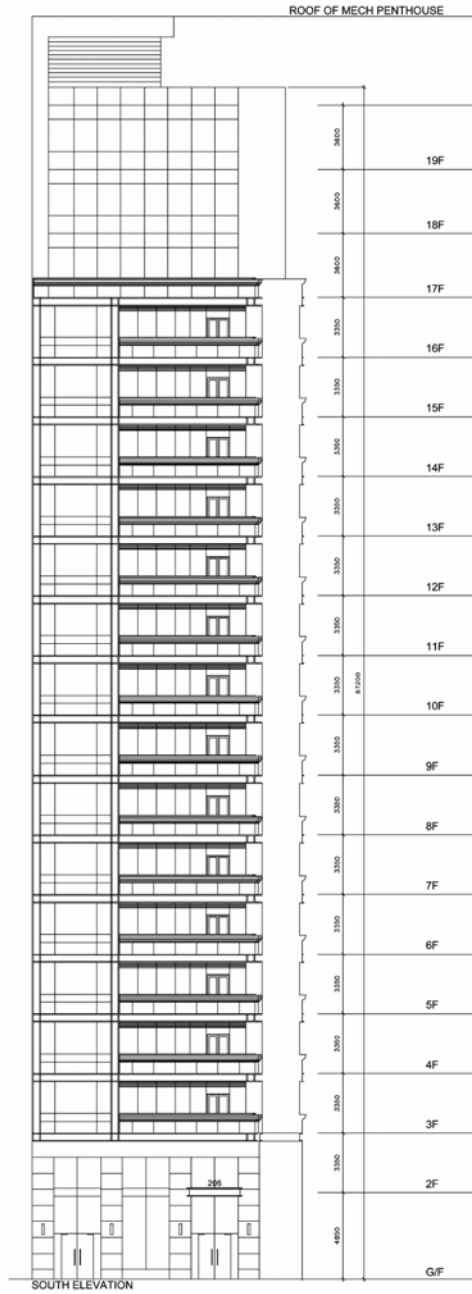 ROOF OF MECH PENTHOUSE
3600
19F
3600
18F
3600
17F
3350
16F
3350
15F
3350
14F
3350
13F
3350
12F
3350
11F
3350
67200
10F
3350
9F
3350
8F
3350
7F
3350
6F
3350
5F
3350
4F
3350
3F
3350
206
2F
4850
G/F
SOUTH ELEVATION